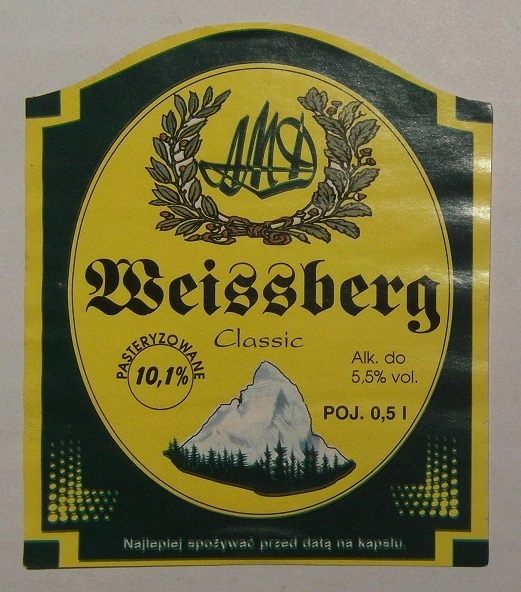 AMD
Weissberg
Classic
PASTERYZOWANE
10,1%
Alk. do
5,5% vol.
POJ. 0,5 l
Najlepiej spożywać przed datą na kapslu.